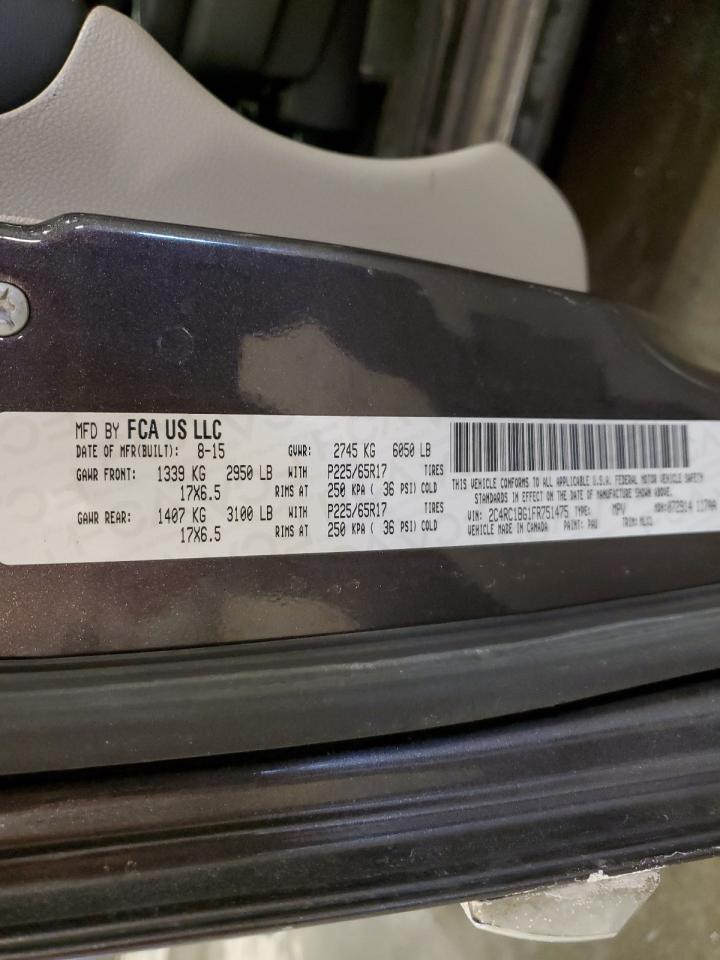 MFD BY FCA US LLC
DATE OF MFR(BUILT): 8-15 GVWR: 2745 KG 6050 LB
GAWR FRONT: 1339 KG 2950 LB WITH P225/65R17 TIRES
17X6.5 RIMS AT 250 KPA ( 36 PSI) COLD
GAWR REAR: 1407 KG 3100 LB WITH P225/65R17 TIRES
17X6.5 RIMS AT 250 KPA ( 36 PSI) COLD
THIS VEHICLE CONFORMS TO ALL APPLICABLE U.S.A. FEDERAL MOTOR VEHICLE SAFETY
STANDARDS IN EFFECT ON THE DATE OF MANUFACTURE SHOWN ABOVE.
VIN: 2C4RC1BG1FR751475 TYPE: MPV MDH:072914
VEHICLE MADE IN CANADA PAINT: PAU TRIM: